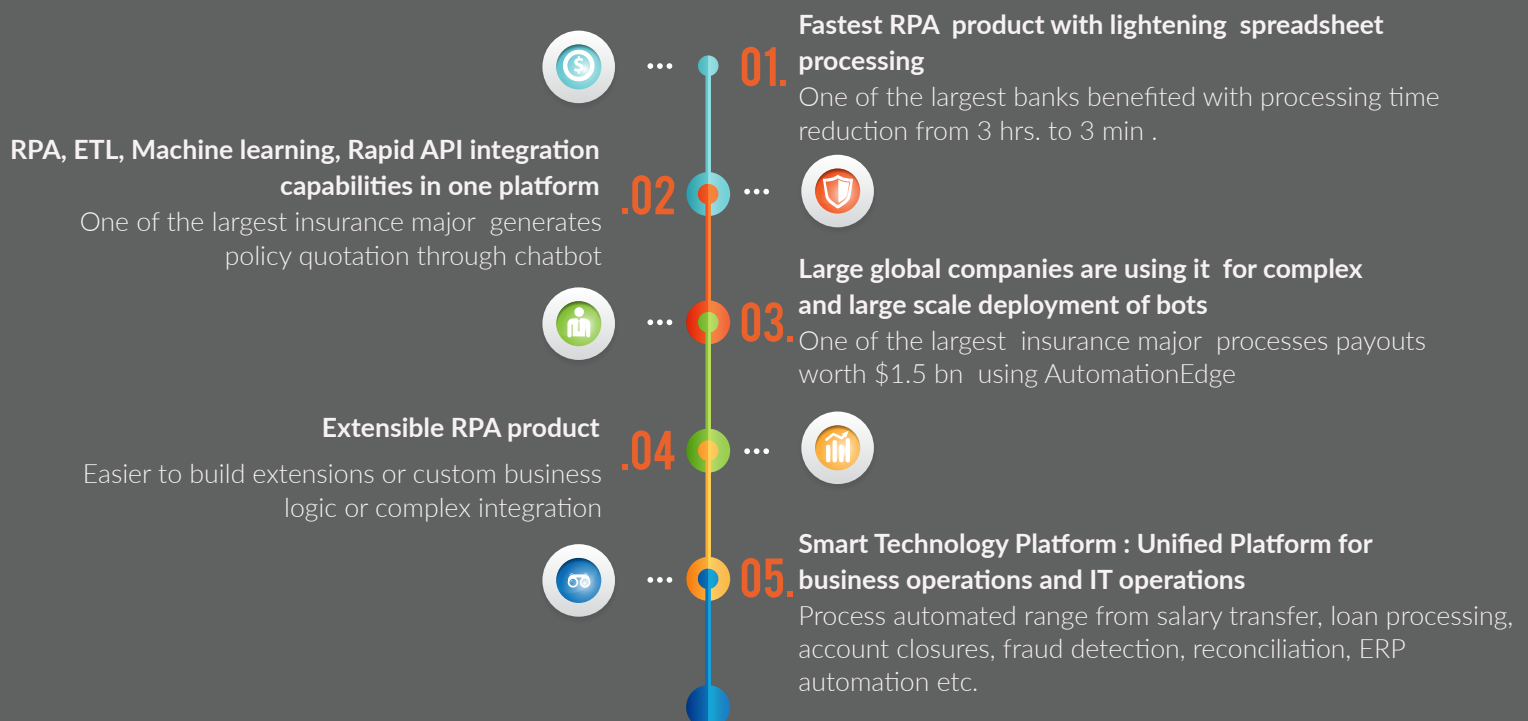 01.
Fastest RPA product with lightening spreadsheet
processing
One of the largest banks benefited with processing time
reduction from 3 hrs. to 3 min .
RPA, ETL, Machine learning, Rapid API integration
capabilities in one platform
.02
One of the largest insurance major generates
policy quotation through chatbot
Large global companies are using it for complex
and large scale deployment of bots
03.
One of the largest insurance major processes payouts
worth $1.5 bn using AutomationEdge
Extensible RPA product
.04
Easier to build extensions or custom business
logic or complex integration
Smart Technology Platform : Unified Platform for
business operations and IT operations
05.
Process automated range from salary transfer, loan processing,
account closures, fraud detection, reconciliation, ERP
automation etc.